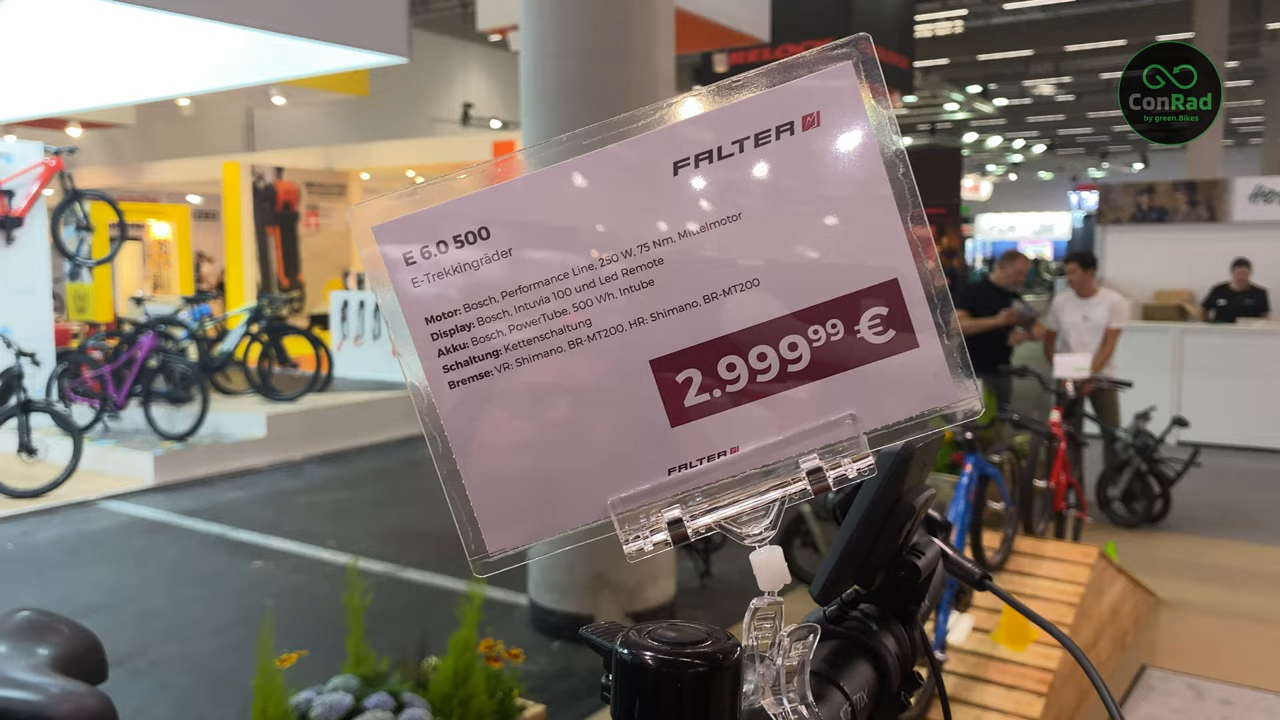 ConRad
by green.Bikes
FALTER
E 6.0 500
E-Trekkingräder
Motor: Bosch, Performance Line, 250 W, 75 Nm, Mittelmotor
Display: Bosch, Intuvia 100 und Led Remote
Akku: Bosch, PowerTube, 500 Wh, Intube
Schaltung: Kettenschaltung
Bremse: VR: Shimano, BR-MT200, HR: Shimano, BR-MT200
2.999⁹⁹ €
FALTER